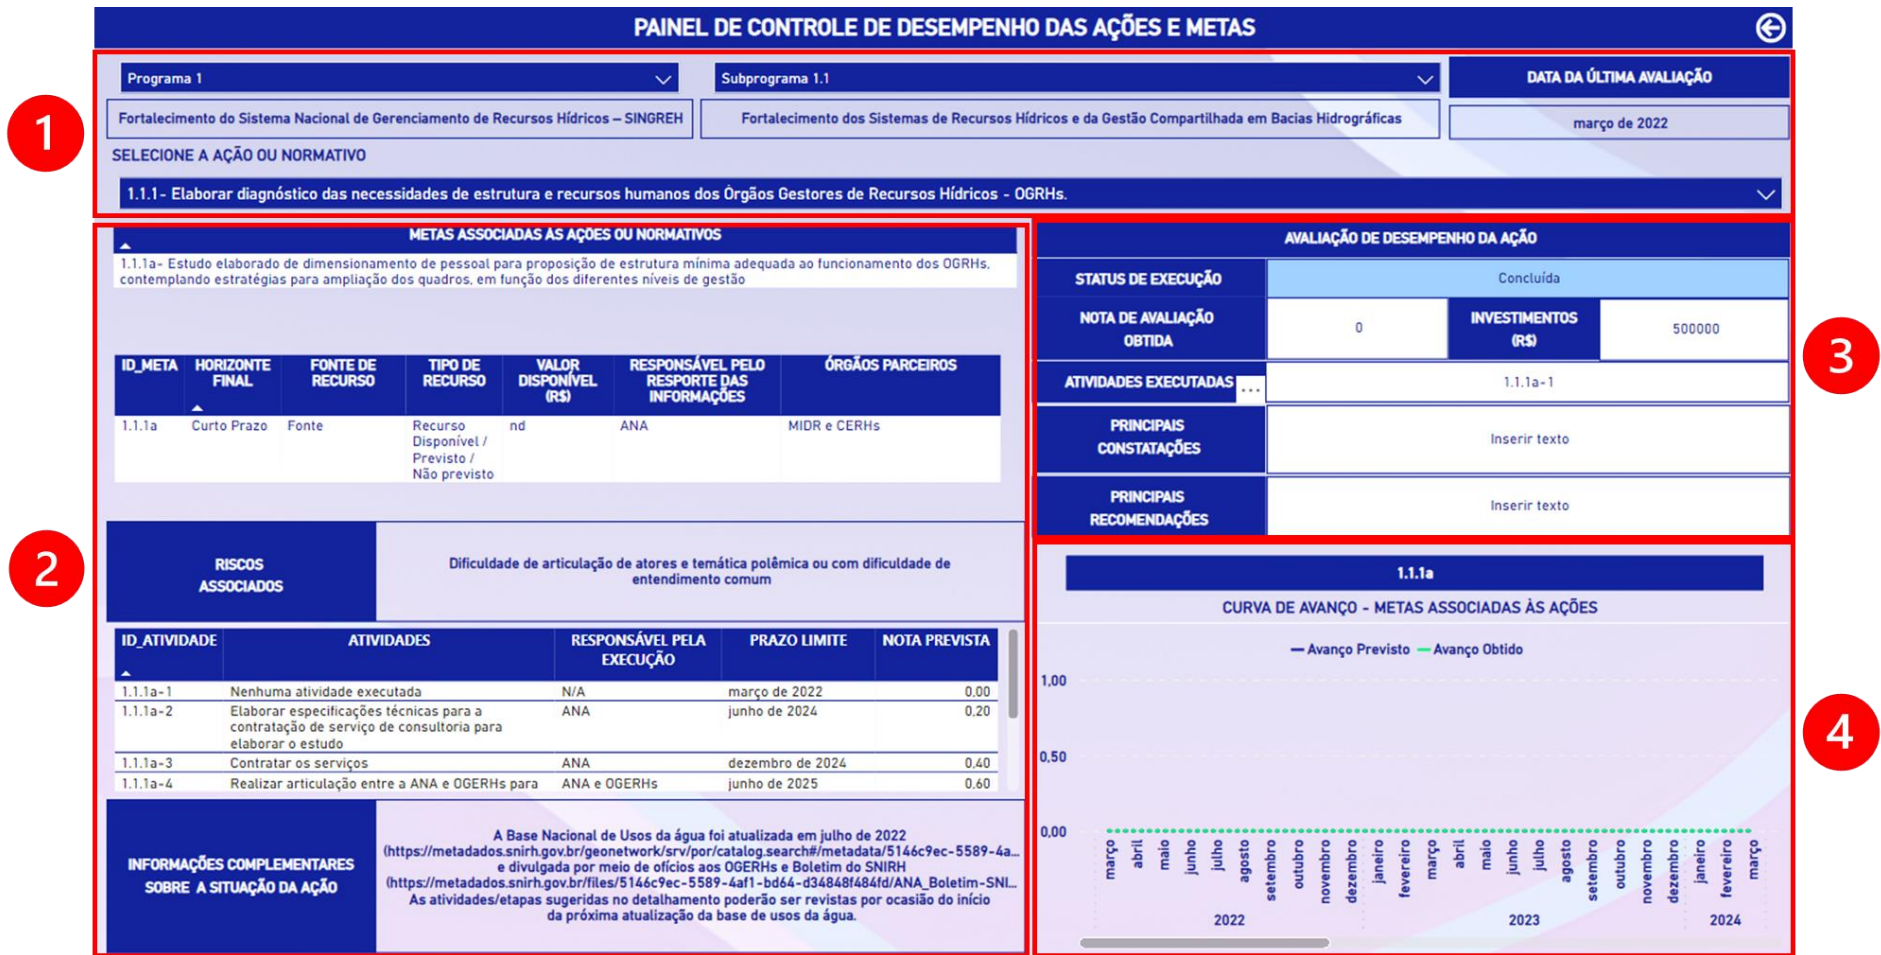 PAINEL DE CONTROLE DE DESEMPENHO DAS AÇÕES E METAS
1
Programa 1
Subprograma 1.1
DATA DA ÚLTIMA AVALIAÇÃO
Fortalecimento do Sistema Nacional de Gerenciamento de Recursos Hídricos – SINGREH
Fortalecimento dos Sistemas de Recursos Hídricos e da Gestão Compartilhada em Bacias Hidrográficas
março de 2022
SELECIONE A AÇÃO OU NORMATIVO
1.1.1- Elaborar diagnóstico das necessidades de estrutura e recursos humanos dos Órgãos Gestores de Recursos Hídricos - OGRHs.
2
METAS ASSOCIADAS ÀS AÇÕES OU NORMATIVOS
1.1.1a- Estudo elaborado de dimensionamento de pessoal para proposição de estrutura mínima adequada ao funcionamento dos OGRHs,
contemplando estratégias para ampliação dos quadros, em função dos diferentes níveis de gestão
ID_META HORIZONTE FONTE DE TIPO DE VALOR RESPONSÁVEL PELO ÓRGÃOS PARCEIROS
FINAL RECURSO RECURSO DISPONÍVEL RESPORTE DAS
(R$) INFORMAÇÕES
1.1.1a Curto Prazo Fonte Recurso nd ANA MIDR e CERHs
Disponível /
Previsto /
Não previsto
RISCOS
ASSOCIADOS
Dificuldade de articulação de atores e temática polêmica ou com dificuldade de
entendimento comum
ID_ATIVIDADE ATIVIDADES RESPONSÁVEL PELA PRAZO LIMITE NOTA PREVISTA
EXECUÇÃO
1.1.1a-1 Nenhuma atividade executada N/A março de 2022 0,00
1.1.1a-2 Elaborar especificações técnicas para a ANA junho de 2024 0,20
contratação de serviço de consultoria para
elaborar o estudo
1.1.1a-3 Contratar os serviços ANA dezembro de 2024 0,40
1.1.1a-4 Realizar articulação entre a ANA e OGERHs para ANA e OGERHs junho de 2025 0,60
INFORMAÇÕES COMPLEMENTARES
SOBRE A SITUAÇÃO DA AÇÃO
A Base Nacional de Usos da água foi atualizada em julho de 2022
(https://metadados.snirh.gov.br/geonetwork/srv/por/catalog.search#/metadata/5146c9ec-5589-4a...
e divulgada por meio de ofícios aos OGERHs e Boletim do SNIRH
(https://metadados.snirh.gov.br/files/5146c9ec-5589-4af1-bd64-d34848f484fd/ANA_Boletim-SNI...
As atividades/etapas sugeridas no detalhamento poderão ser revistas por ocasião do início
da próxima atualização da base de usos da água.
3
AVALIAÇÃO DE DESEMPENHO DA AÇÃO
STATUS DE EXECUÇÃO
Concluída
NOTA DE AVALIAÇÃO
OBTIDA
0
INVESTIMENTOS
(R$)
500000
ATIVIDADES EXECUTADAS ...
1.1.1a-1
PRINCIPAIS
CONSTATAÇÕES
Inserir texto
PRINCIPAIS
RECOMENDAÇÕES
Inserir texto
4
1.1.1a
CURVA DE AVANÇO - METAS ASSOCIADAS ÀS AÇÕES
Avanço Previsto Avanço Obtido
1,00
0,50
0,00
março abril maio junho julho agosto setembro outubro novembro dezembro janeiro fevereiro março abril maio junho julho agosto setembro outubro novembro dezembro janeiro fevereiro março
2022 2023 2024